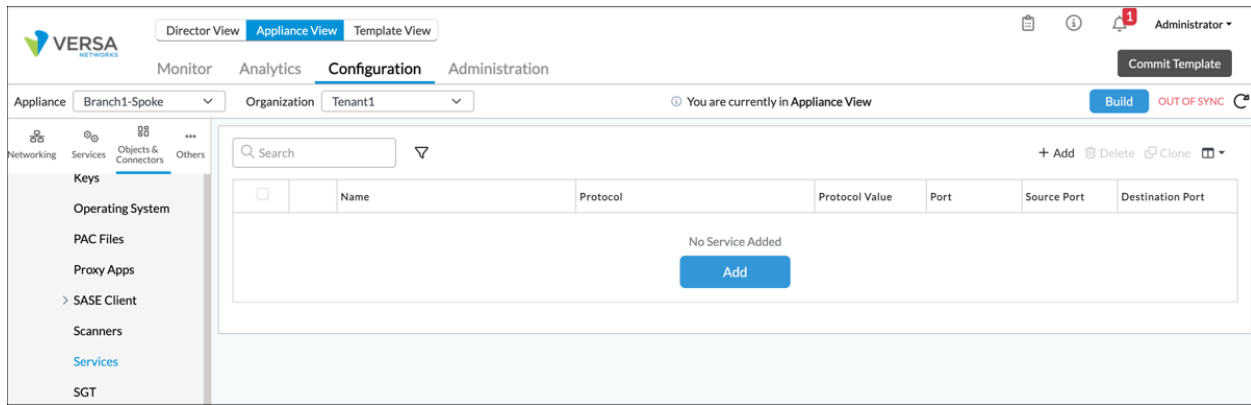 Director View Appliance View Template View
1
Administrator
VERSA
NETWORKS
Monitor Analytics Configuration Administration
Commit Template
Appliance Branch1-Spoke Organization Tenant1 You are currently in Appliance View Build OUT OF SYNC
Networking Services Objects & Connectors Others
Search
+ Add Delete Clone
Keys
Operating System
PAC Files
Proxy Apps
SASE Client
Scanners
Services
SGT
Name Protocol Protocol Value Port Source Port Destination Port
No Service Added
Add